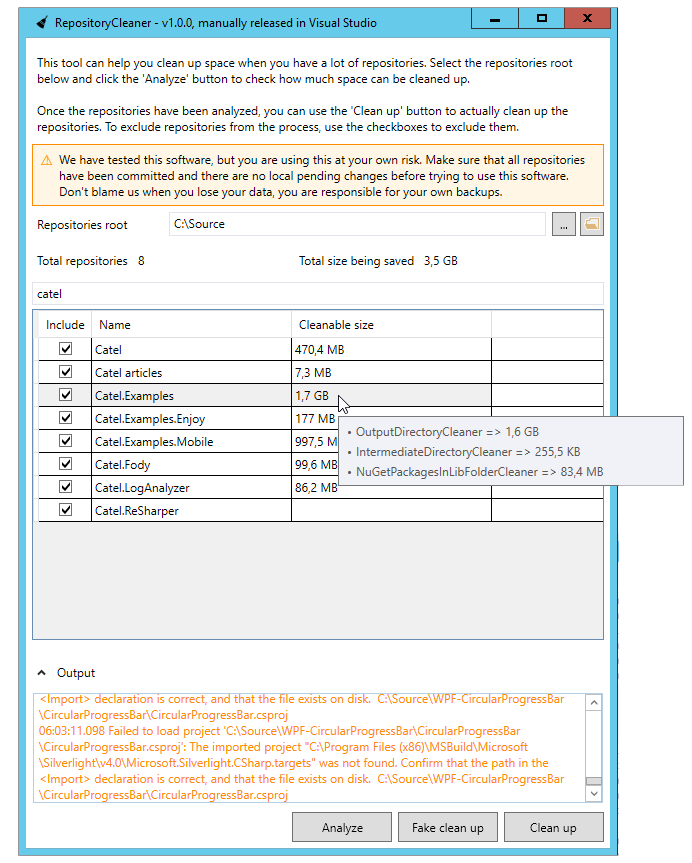 RepositoryCleaner - v1.0.0, manually released in Visual Studio
This tool can help you clean up space when you have a lot of repositories. Select the repositories root
below and click the 'Analyze' button to check how much space can be cleaned up.
Once the repositories have been analyzed, you can use the 'Clean up' button to actually clean up the
repositories. To exclude repositories from the process, use the checkboxes to exclude them.
We have tested this software, but you are using this at your own risk. Make sure that all repositories
have been committed and there are no local pending changes before trying to use this software.
Don't blame us when you lose your data, you are responsible for your own backups.
Repositories root C:\Source ...
Total repositories 8 Total size being saved 3,5 GB
catel
Include Name Cleanable size
Catel 470,4 MB
Catel articles 7,3 MB
Catel.Examples 1,7 GB
Catel.Examples.Enjoy 177 MB
Catel.Examples.Mobile 997,5 M
Catel.Fody 99,6 MB
Catel.LogAnalyzer 86,2 MB
Catel.ReSharper
• OutputDirectoryCleaner => 1,6 GB
• IntermediateDirectoryCleaner => 255,5 KB
• NuGetPackagesInLibFolderCleaner => 83,4 MB
Output
<Import> declaration is correct, and that the file exists on disk.  C:\Source\WPF-CircularProgressBar
\CircularProgressBar\CircularProgressBar.csproj
06:03:11.098 Failed to load project 'C:\Source\WPF-CircularProgressBar\CircularProgressBar
\CircularProgressBar.csproj': The imported project "C:\Program Files (x86)\MSBuild\Microsoft
\Silverlight\v4.0\Microsoft.Silverlight.CSharp.targets" was not found. Confirm that the path in the
<Import> declaration is correct, and that the file exists on disk.  C:\Source\WPF-CircularProgressBar
\CircularProgressBar\CircularProgressBar.csproj
Analyze Fake clean up Clean up